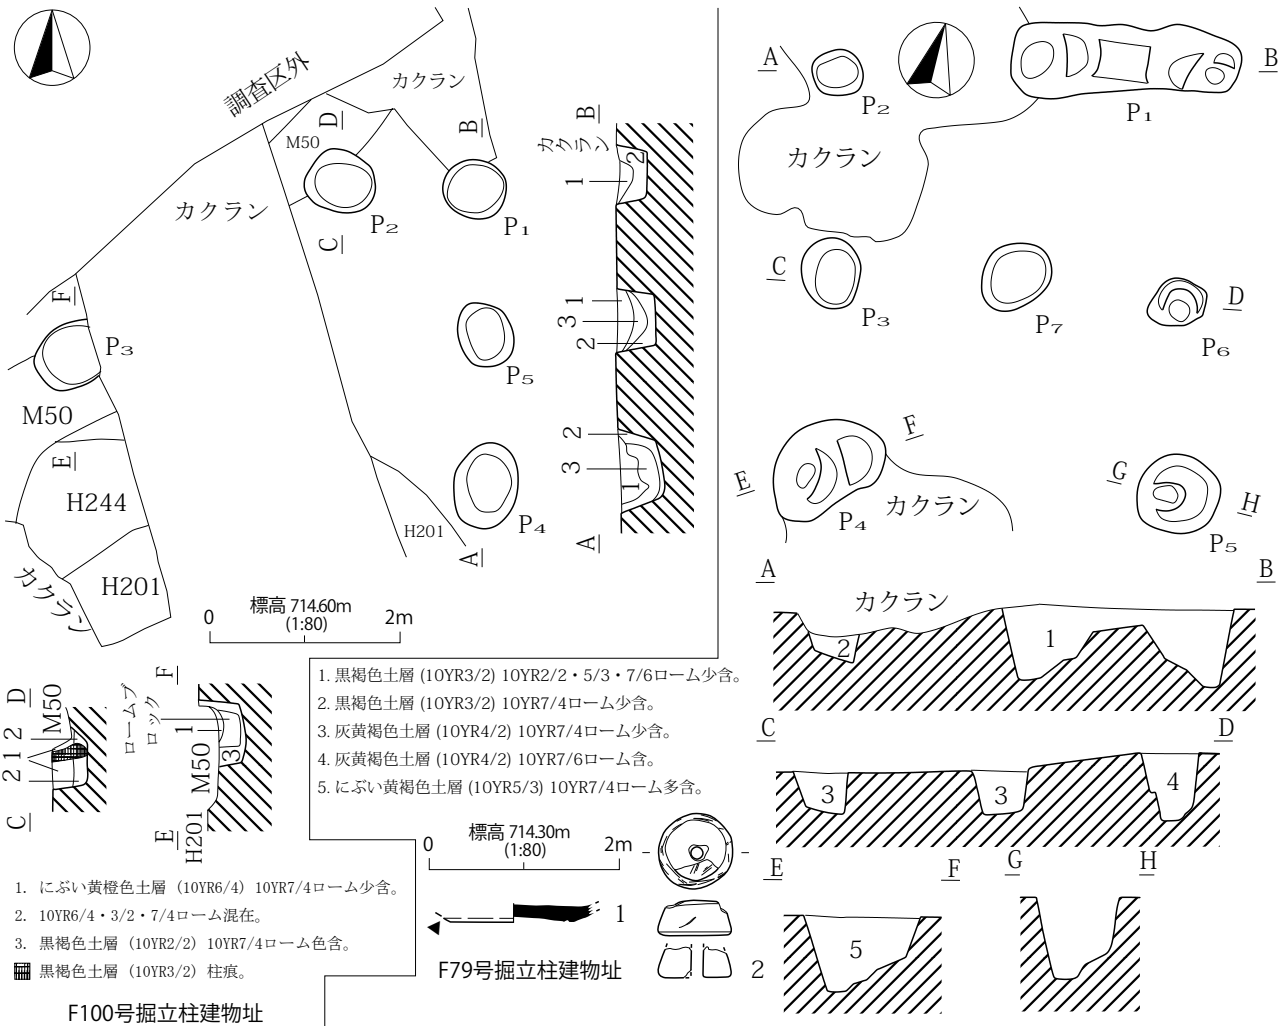 調査区外
カクラン
D
B
M50
カクラン
P₂
P₁
C
F
P₃
P₅
M50
E
H244
P₄
H201
A
カクラン
H201
標高 714.60m
(1:80)
0
2m
B
カクラン
2
1
1
3
2
2
3
1
A
D
M50
2
1
2
C
F
ロームブロック
1
3
M50
E
H201
1. にぶい黄橙色土層 (10YR6/4) 10YR7/4ローム少含。
2. 10YR6/4・3/2・7/4ローム混在。
3. 黒褐色土層 (10YR2/2) 10YR7/4ローム色含。
黒褐色土層 (10YR3/2) 柱痕。
F100号掘立柱建物址
A
P₂
P₁
B
カクラン
C
P₃
P₇
D
P₆
E
F
P₄
カクラン
G
H
P₅
A
B
カクラン
2
1
C
D
3
3
4
E
F
G
H
5
1. 黒褐色土層 (10YR3/2) 10YR2/2・5/3・7/6ローム少含。
2. 黒褐色土層 (10YR3/2) 10YR7/4ローム少含。
3. 灰黄褐色土層 (10YR4/2) 10YR7/4ローム少含。
4. 灰黄褐色土層 (10YR4/2) 10YR7/6ローム含。
5. にぶい黄褐色土層 (10YR5/3) 10YR7/4ローム多含。
標高 714.30m
(1:80)
0
2m
1
2
F79号掘立柱建物址